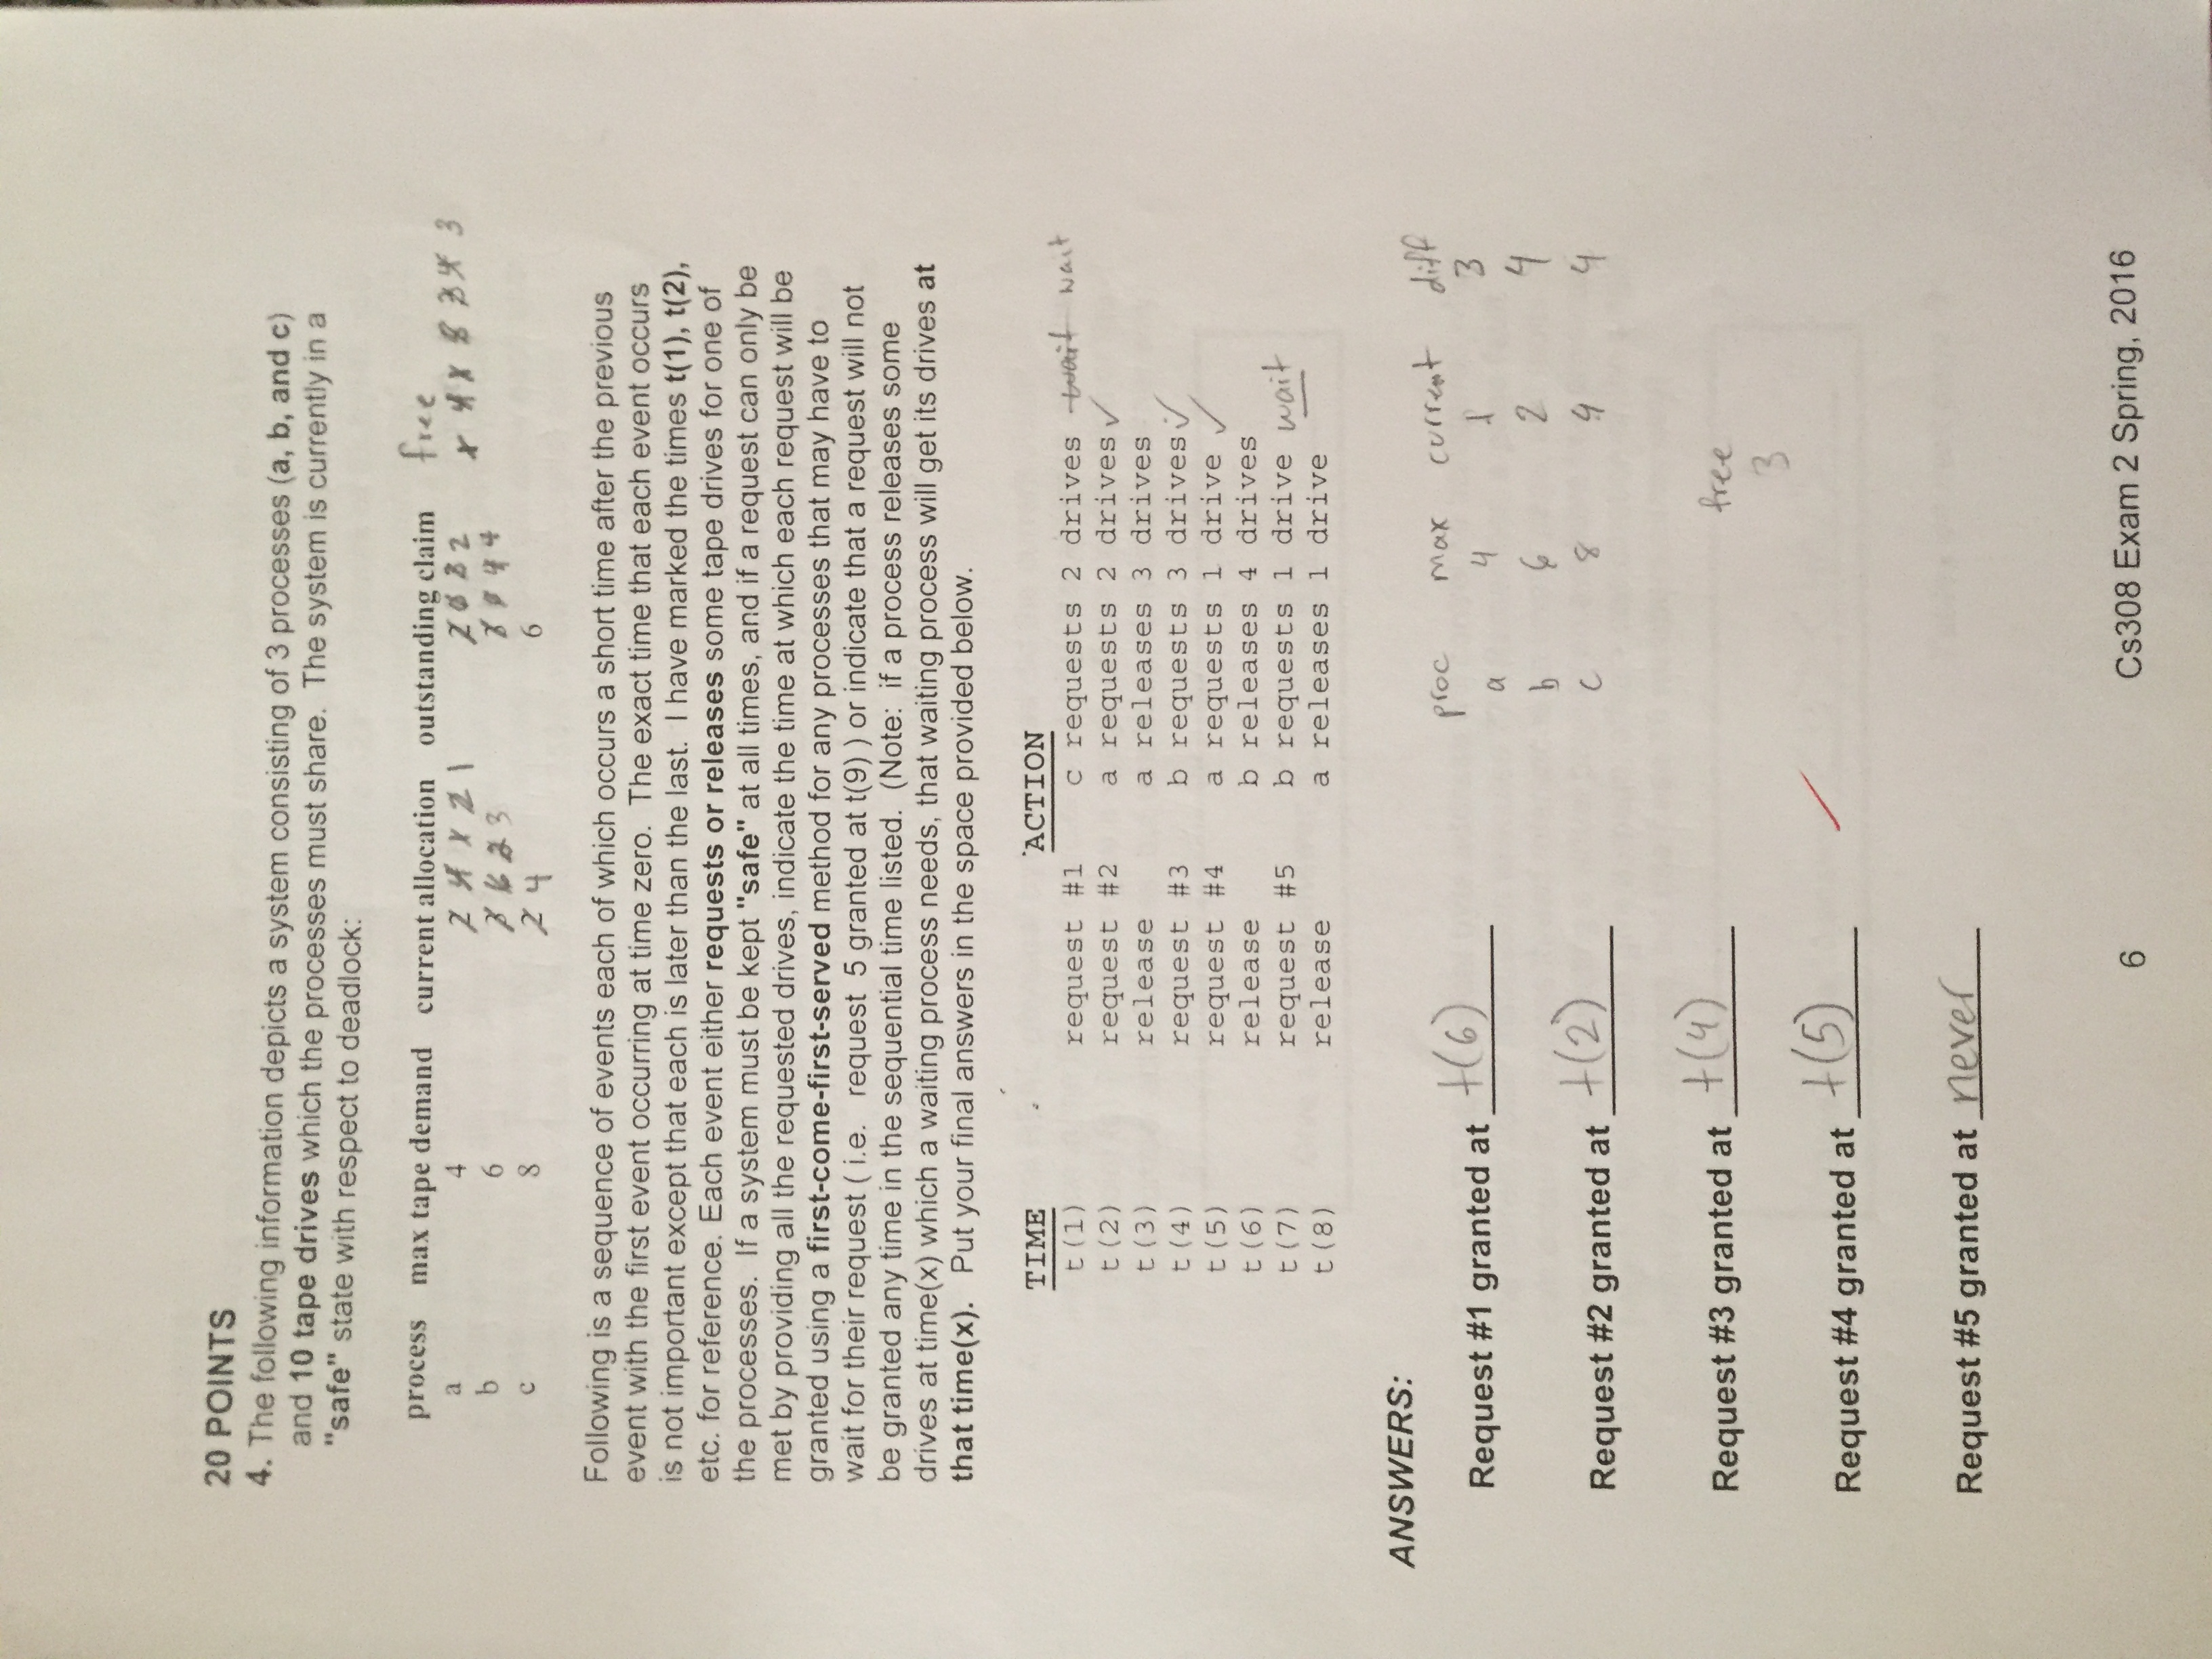 20 POINTS
4. The following information depicts a system consisting of 3 processes (a, b, and c)
and 10 tape drives which the processes must share. The system is currently in a
"safe" state with respect to deadlock:
process max tape demand current allocation outstanding claim free
a 4 2 4 1 2 1 2 0 3 2 4 8 3 4 3
b 6 3 6 2 3 3 0 4 4
c 8 2 4 6
Following is a sequence of events each of which occurs a short time after the previous
event with the first event occurring at time zero. The exact time that each event occurs
is not important except that each is later than the last. I have marked the times t(1), t(2),
etc. for reference. Each event either requests or releases some tape drives for one of
the processes. If a system must be kept "safe" at all times, and if a request can only be
met by providing all the requested drives, indicate the time at which each request will be
granted using a first-come-first-served method for any processes that may have to
wait for their request ( i.e. request 5 granted at t(9) ) or indicate that a request will not
be granted any time in the sequential time listed. (Note: if a process releases some
drives at time(x) which a waiting process needs, that waiting process will get its drives at
that time(x). Put your final answers in the space provided below.
TIME ACTION
t(1) request #1 c requests 2 drives wait wait
t(2) request #2 a requests 2 drives ✓
t(3) release a releases 3 drives
t(4) request #3 b requests 3 drives ✓
t(5) request #4 a requests 1 drive ✓
t(6) release b releases 4 drives
t(7) request #5 b requests 1 drive wait
t(8) release a releases 1 drive
ANSWERS:
proc max current diff
Request #1 granted at t(6)
a 4 1 3
b 6 2 4
c 8 4 4
Request #2 granted at t(2)
Request #3 granted at t(4)
free
3
Request #4 granted at t(5)
Request #5 granted at never
6 Cs308 Exam 2 Spring, 2016